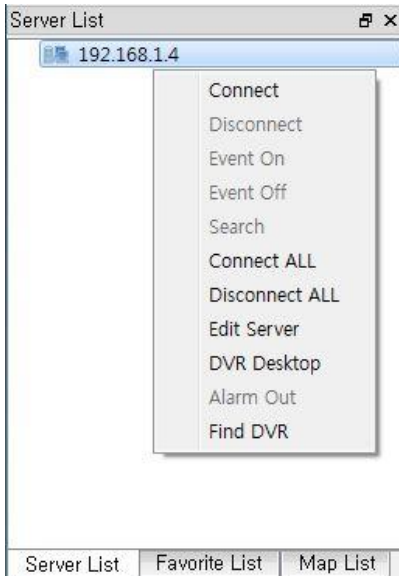 Server List
192.168.1.4
Connect
Disconnect
Event On
Event Off
Search
Connect ALL
Disconnect ALL
Edit Server
DVR Desktop
Alarm Out
Find DVR
Server List Favorite List Map List